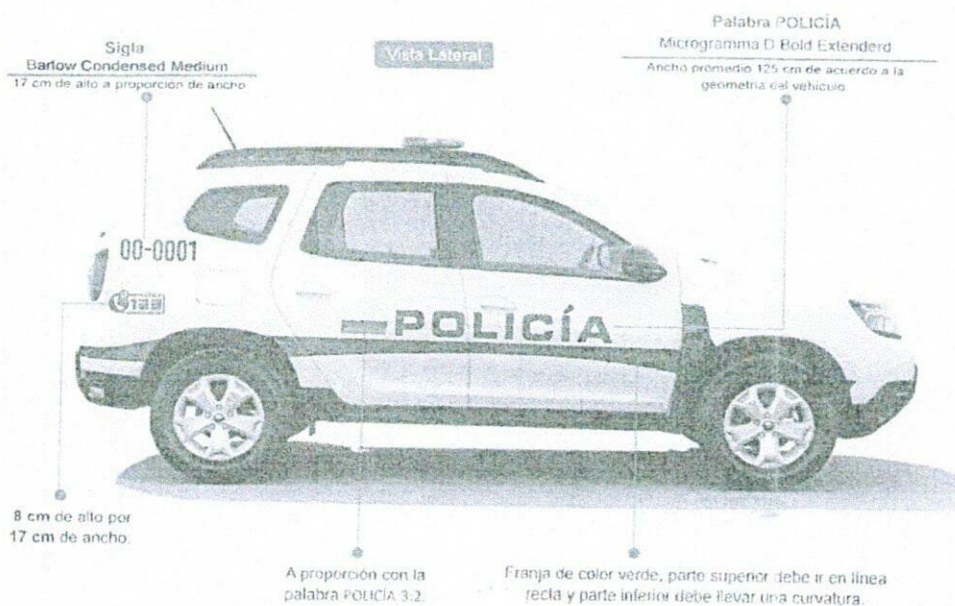 Sigla
Barlow Condensed Medium
17 cm de alto a proporción de ancho
Vista Lateral
Palabra POLICÍA
Microgramma D Bold Extenderd
Ancho promedio 125 cm de acuerdo a la
geometría del vehículo
00-0001
123
POLICÍA
8 cm de alto por
17 cm de ancho.
A proporción con la
palabra POLICÍA 3:2.
Franja de color verde, parte superior debe ir en línea
recta y parte inferior debe llevar una curvatura.